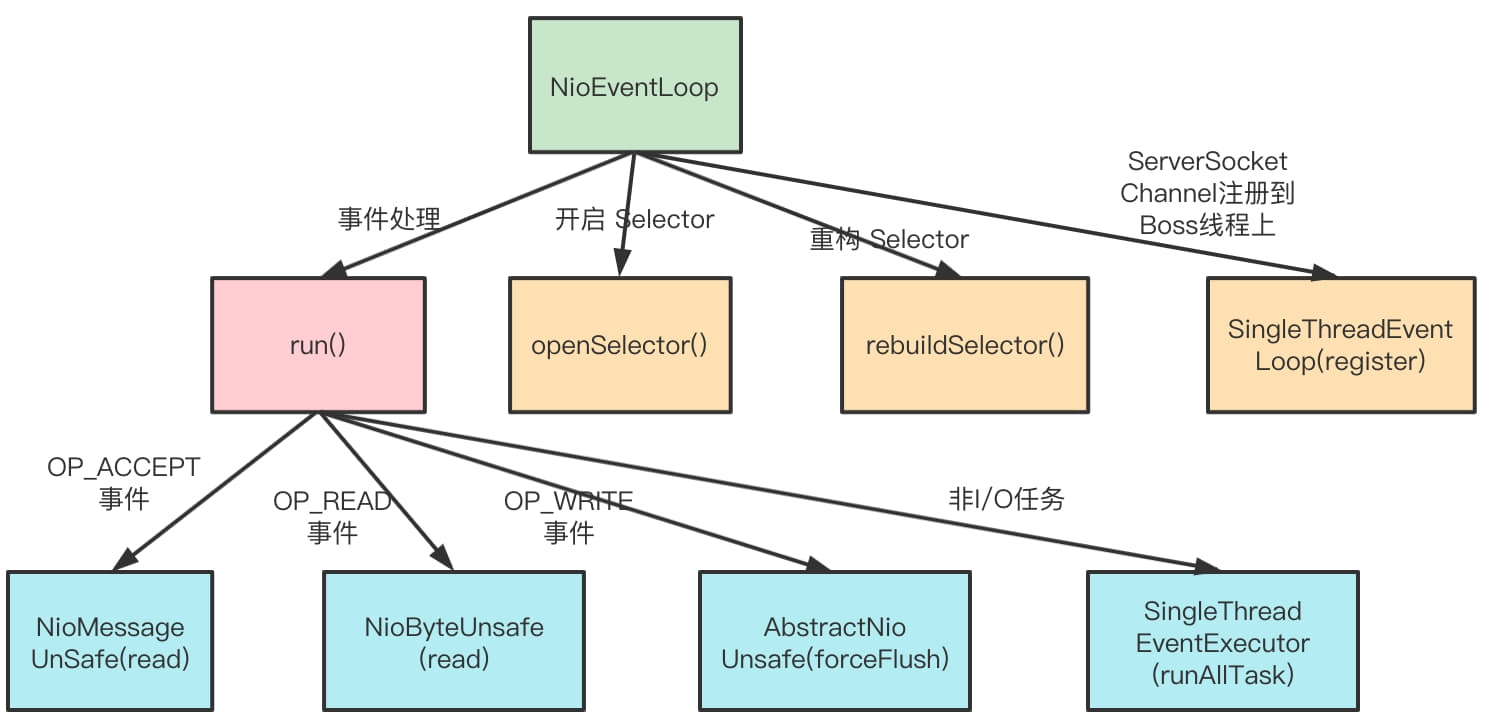 NioEventLoop
ServerSocket
Channel注册到
Boss线程上
事件处理
开启 Selector
重构 Selector
run()
openSelector()
rebuildSelector()
SingleThreadEvent
Loop(register)
OP_ACCEPT
事件
OP_READ
事件
OP_WRITE
事件
非I/O任务
NioMessage
UnSafe(read)
NioByteUnsafe
(read)
AbstractNio
Unsafe(forceFlush)
SingleThread
EventExecutor
(runAllTask)